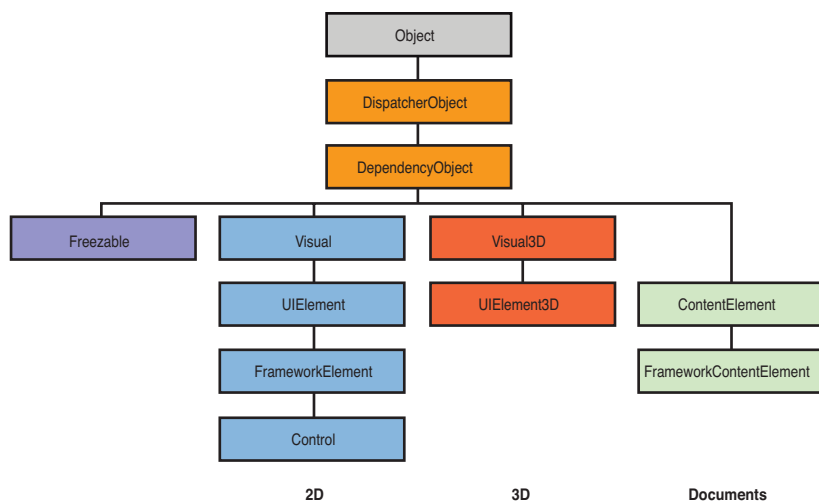 Object
DispatcherObject
DependencyObject
Freezable
Visual
Visual3D
UIElement
UIElement3D
ContentElement
FrameworkElement
FrameworkContentElement
Control
2D
3D
Documents